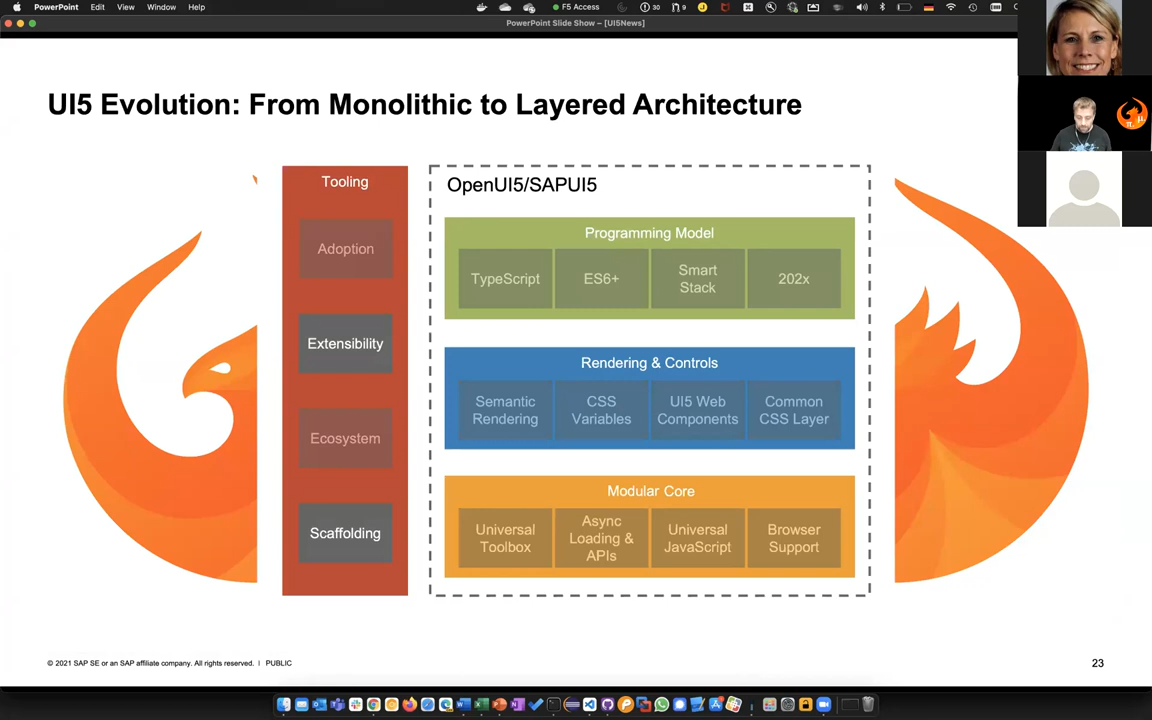 PowerPoint Edit View Window Help
F5 Access
30
9
PowerPoint Slide Show – [UI5News]
UI5 Evolution: From Monolithic to Layered Architecture
Tooling
Adoption
Extensibility
Ecosystem
Scaffolding
OpenUI5/SAPUI5
Programming Model
TypeScript
ES6+
Smart
Stack
202x
Rendering & Controls
Semantic
Rendering
CSS
Variables
UI5 Web
Components
Common
CSS Layer
Modular Core
Universal
Toolbox
Async
Loading &
APIs
Universal
JavaScript
Browser
Support
© 2021 SAP SE or an SAP affiliate company. All rights reserved. | PUBLIC
23